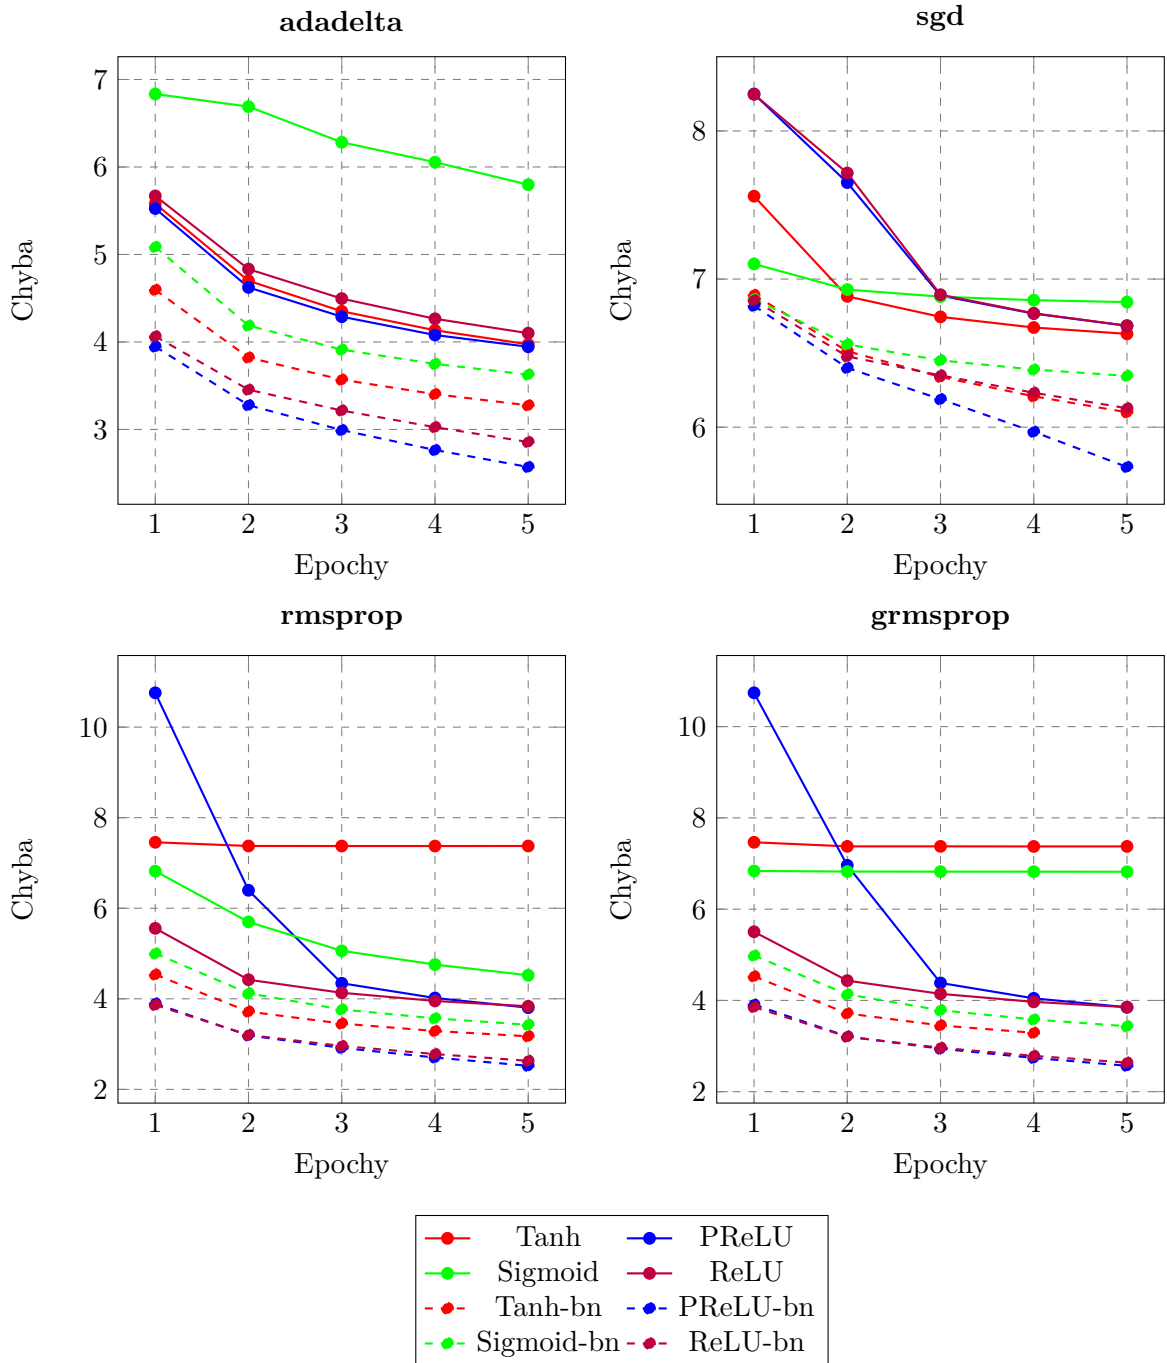 adadelta
sgd
7
6
5
4
3
Chyba
1 2 3 4 5
Epochy
8
7
6
Chyba
1 2 3 4 5
Epochy
rmsprop
grmsprop
10
8
6
4
2
Chyba
1 2 3 4 5
Epochy
10
8
6
4
2
Chyba
1 2 3 4 5
Epochy
Tanh PReLU
Sigmoid ReLU
Tanh-bn PReLU-bn
Sigmoid-bn ReLU-bn